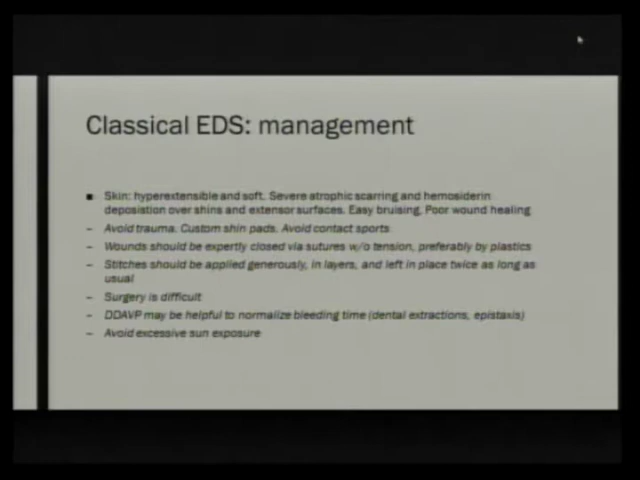 Classical EDS: management
■ Skin: hyperextensible and soft. Severe atrophic scarring and hemosiderin
deposition over shins and extensor surfaces. Easy bruising, Poor wound healing
– Avoid trauma. Custom shin pads. Avoid contact sports
– Wounds should be expertly closed via sutures w/o tension, preferably by plastics
– Stitches should be applied generously, in layers, and left in place twice as long as
usual
– Surgery is difficult
– DDAVP may be helpful to normalize bleeding time (dental extractions, epistaxis)
– Avoid excessive sun exposure